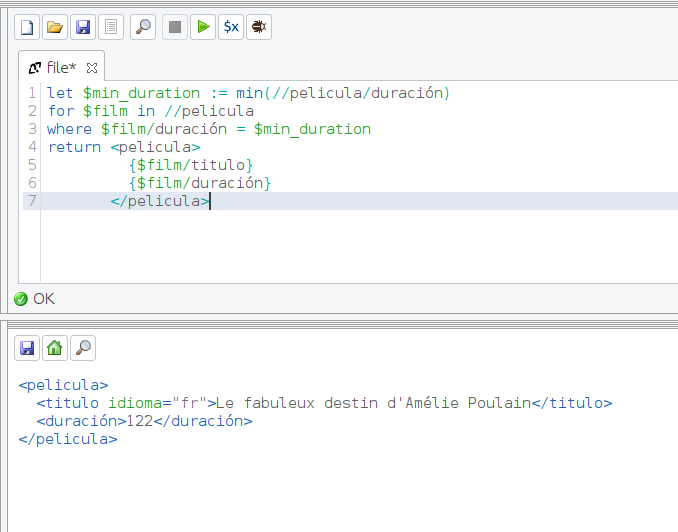 $x
file*
1 let $min_duration := min(//pelicula/duración)
2 for $film in //pelicula
3 where $film/duración = $min_duration
4 return <pelicula>
5          {$film/titulo}
6          {$film/duración}
7        </pelicula>
OK
<pelicula>
  <titulo idioma="fr">Le fabuleux destin d'Amélie Poulain</titulo>
  <duración>122</duración>
</pelicula>